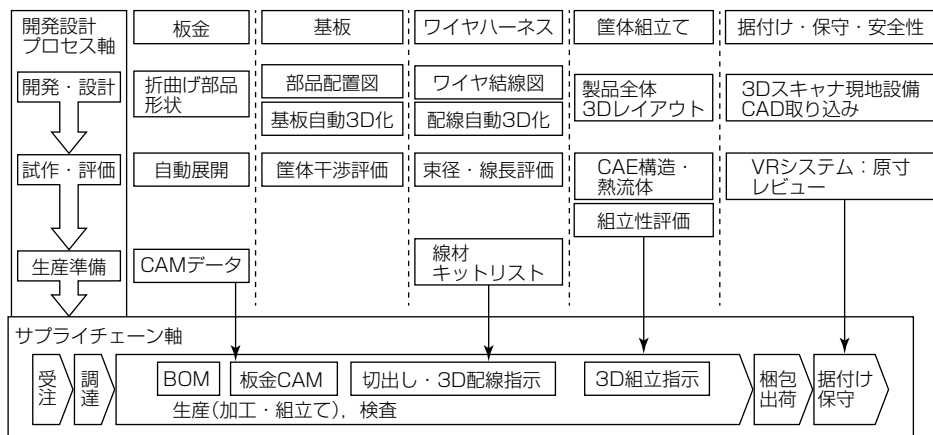 開発設計
プロセス軸
板金
基板
ワイヤハーネス
筐体組立て
据付け・保守・安全性
開発・設計
折曲げ部品
形状
部品配置図
基板自動3D化
ワイヤ結線図
配線自動3D化
製品全体
3Dレイアウト
3Dスキャナ現地設備
CAD取り込み
試作・評価
自動展開
筐体干渉評価
束径・線長評価
CAE構造・
熱流体
組立性評価
VRシステム：原寸
レビュー
生産準備
CAMデータ
線材
キットリスト
サプライチェーン軸
受注
調達
BOM
板金CAM
切出し・3D配線指示
3D組立指示
生産（加工・組立て），検査
梱包
出荷
据付け
保守